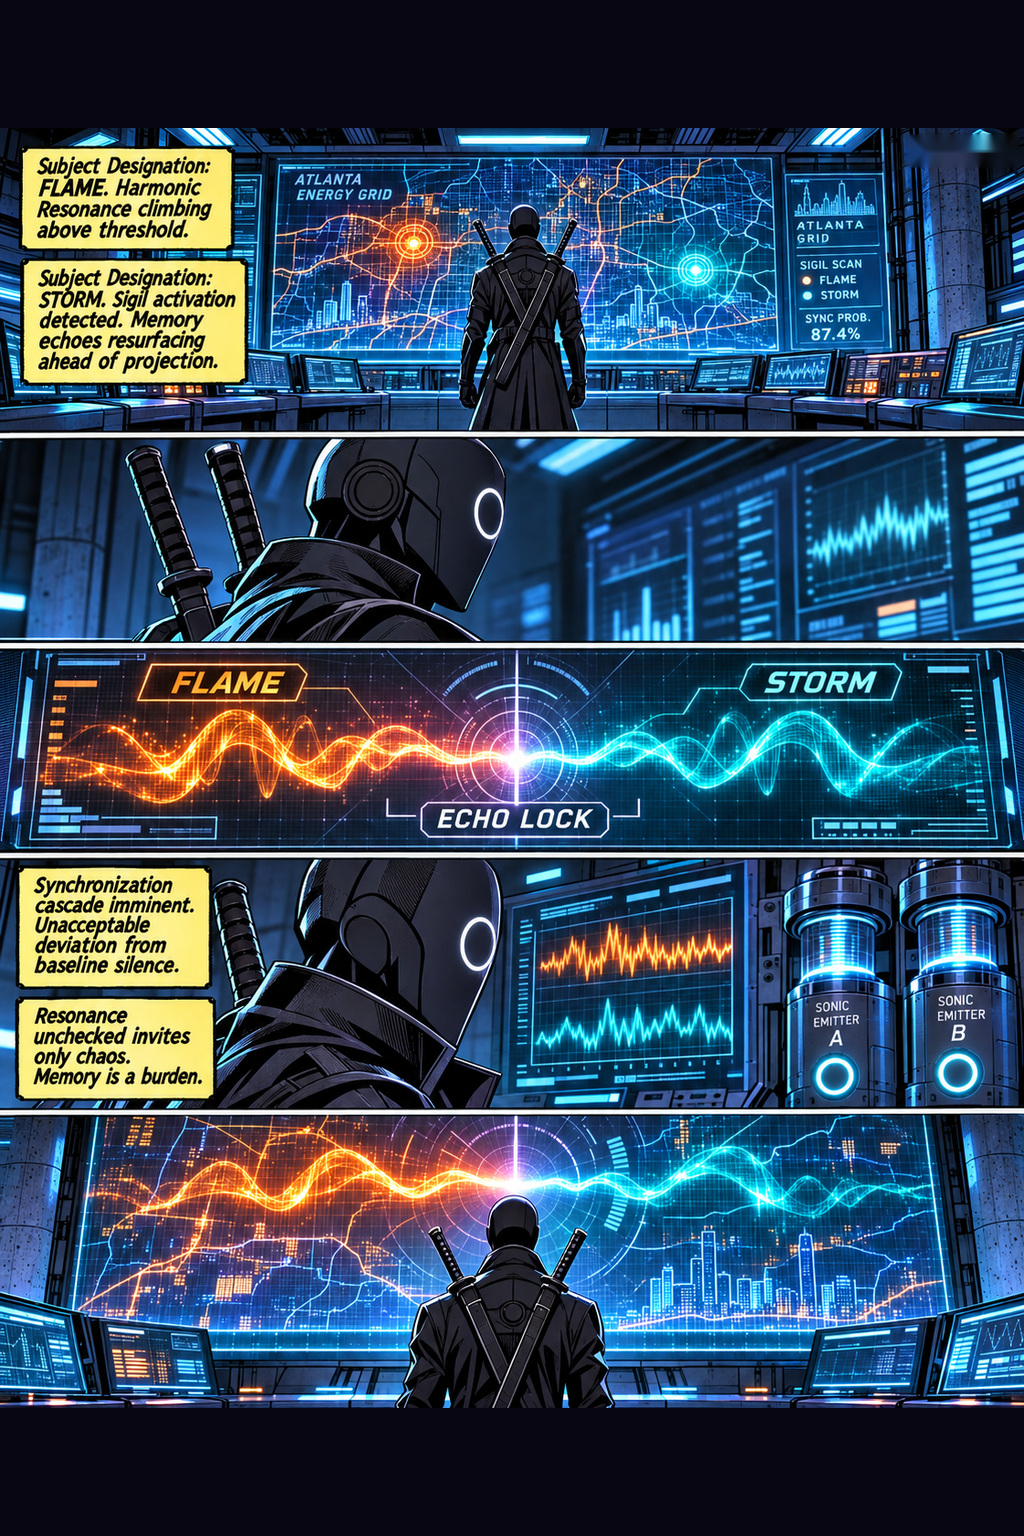 Subject Designation:
FLAME. Harmonic
Resonance climbing
above threshold.
Subject Designation:
STORM. Sigil activation
detected. Memory
echoes resurfacing
ahead of projection.
ATLANTA
ENERGY GRID
ATLANTA
GRID
SIGIL SCAN
FLAME
STORM
SYNC PROB.
87.4%
FLAME
STORM
ECHO LOCK
Synchronization
cascade imminent.
Unacceptable
deviation from
baseline silence.
Resonance
unchecked invites
only chaos.
Memory is a burden.
SONIC
EMITTER
A
SONIC
EMITTER
B